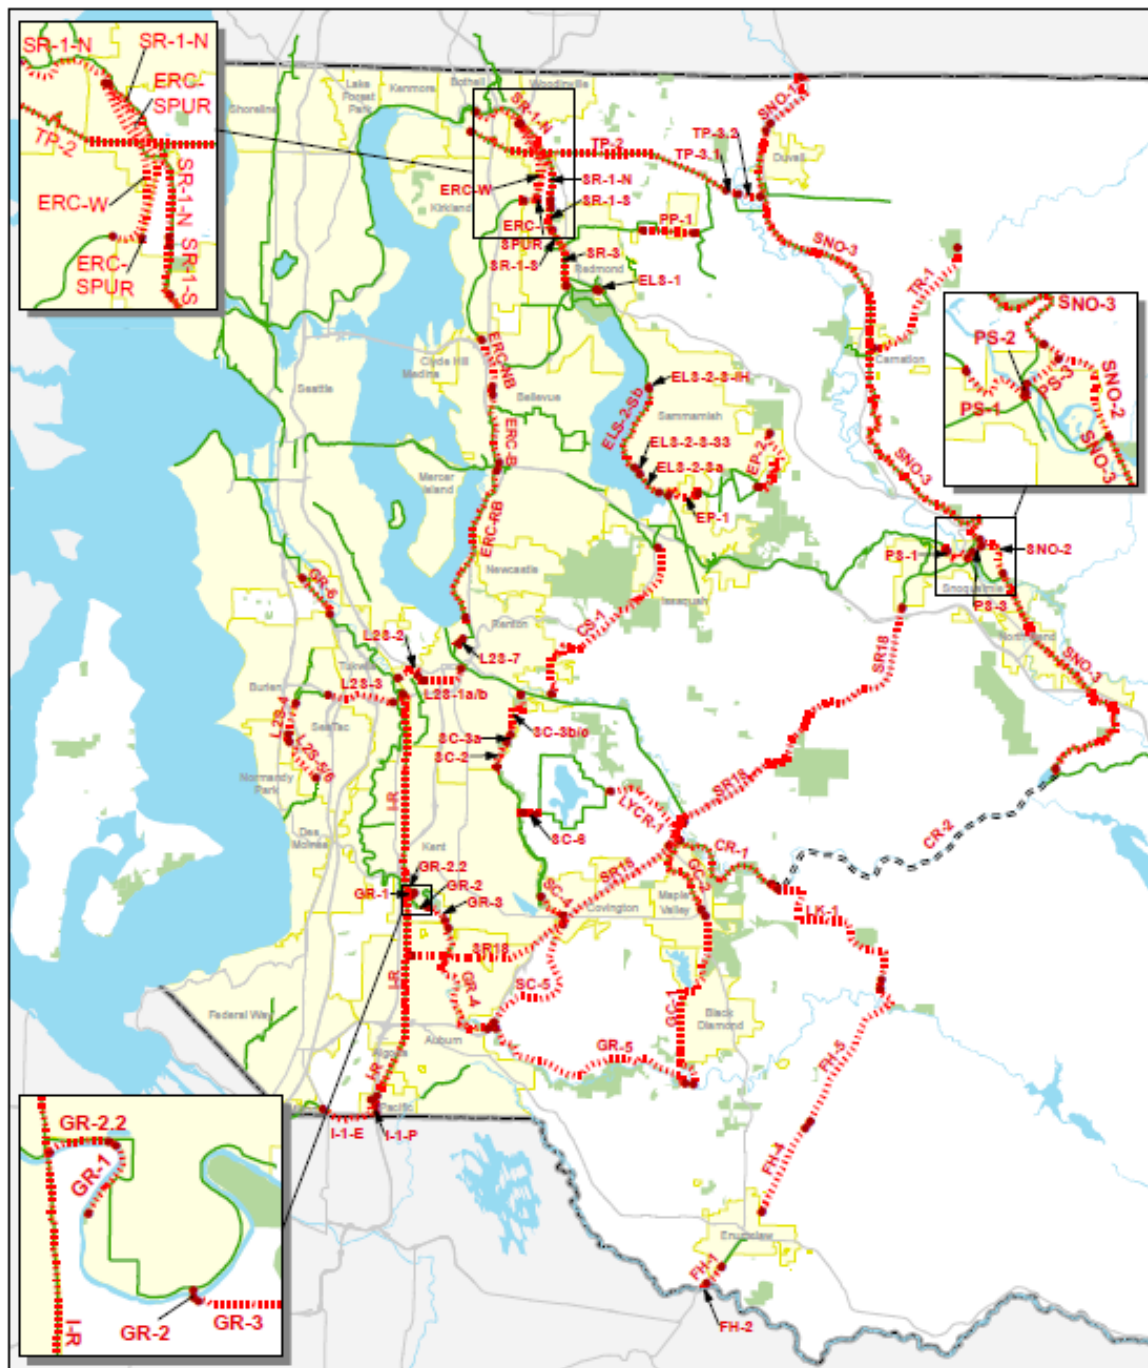 SR-1-N
SR-1-N
ERC-
SPUR
TP-2
ERC-W
SR-1-N
ERC-
SPUR
SR-1-S
Shoreline
Lake
Forest
Park
Kenmore
Bothell
Woodinville
SR-1-N
TP-2
TP-3.2
TP-3.1
SNO-1
Duvall
ERC-W
Kirkland
SR-1-N
SR-1-S
ERC-
SPUR
SR-1-S
PP-1
SR-3
Redmond
ELS-1
SNO-3
TR-1
Carnation
SNO-3
PS-2
PS-3
PS-1
SNO-2
SNO-3
ERC-NB
Clyde Hill
Medina
Seattle
Bellevue
ELS-2-S-IH
Sammamish
ELS-2-Sb
ELS-2-S-33
ELS-2-Sa
EP-2
EP-1
ERC-B
Mercer
Island
ERC-RB
SNO-3
PS-1
SNO-2
Snoqualmie
PS-3
North Bend
SNO-3
Newcastle
Issaquah
GR-6
Renton
CS-1
L2S-2
L2S-7
Tukwila
L2S-3
L2S-1a/b
Burien
SeaTac
L2S-4
L2S-5/6
Normandy
Park
Des
Moines
SC-3b/c
SC-3a
SC-2
SR18
SR18
I-R
LYCR-1
SC-6
Kent
CR-1
CR-2
GR-2.2
GR-2
GR-1
GR-3
SC-4
SR18
Covington
GC-2
Maple
Valley
LK-1
SR18
I-R
GR-4
SC-5
GC-1
Black
Diamond
Federal Way
Auburn
Algona
GR-5
FH-5
I-R
Pacific
I-1-E
I-1-P
FH-4
GR-2.2
GR-1
I-R
GR-2
GR-3
Enumclaw
FH-1
FH-2